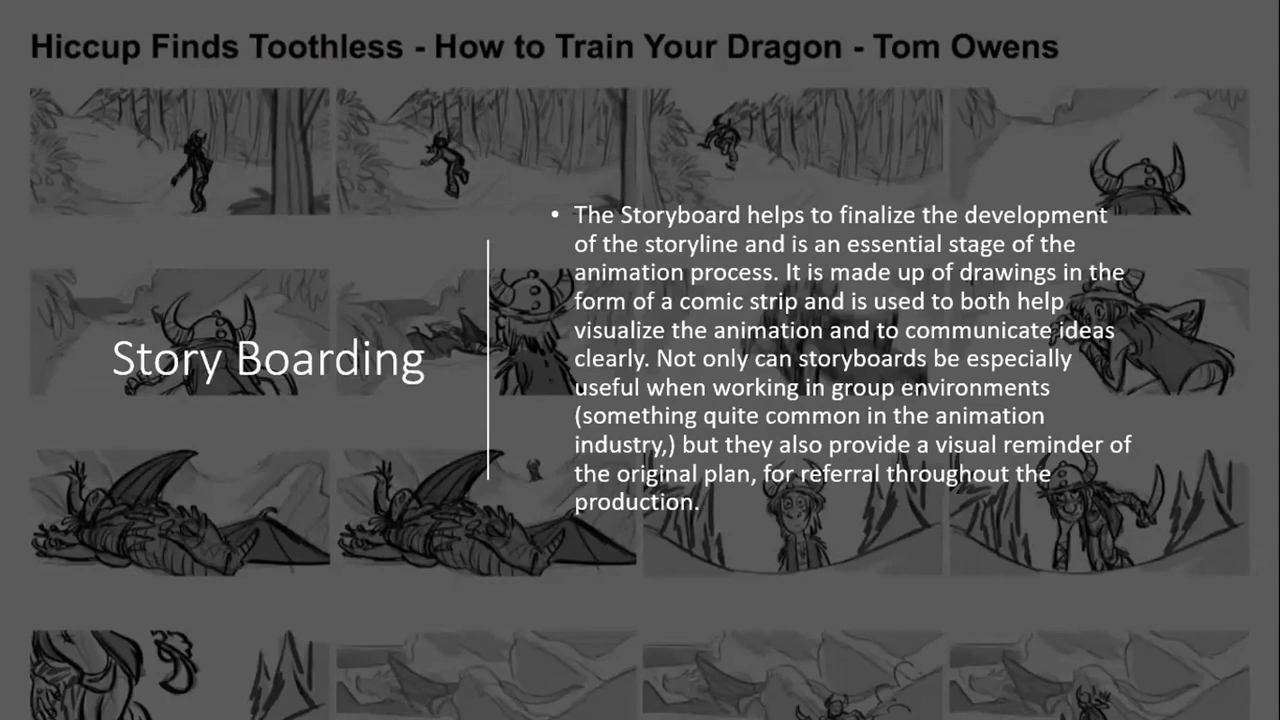 Hiccup Finds Toothless - How to Train Your Dragon - Tom Owens
Story Boarding
• The Storyboard helps to finalize the development
of the storyline and is an essential stage of the
animation process. It is made up of drawings in the
form of a comic strip and is used to both help
visualize the animation and to communicate ideas
clearly. Not only can storyboards be especially
useful when working in group environments
(something quite common in the animation
industry,) but they also provide a visual reminder of
the original plan, for referral throughout the
production.